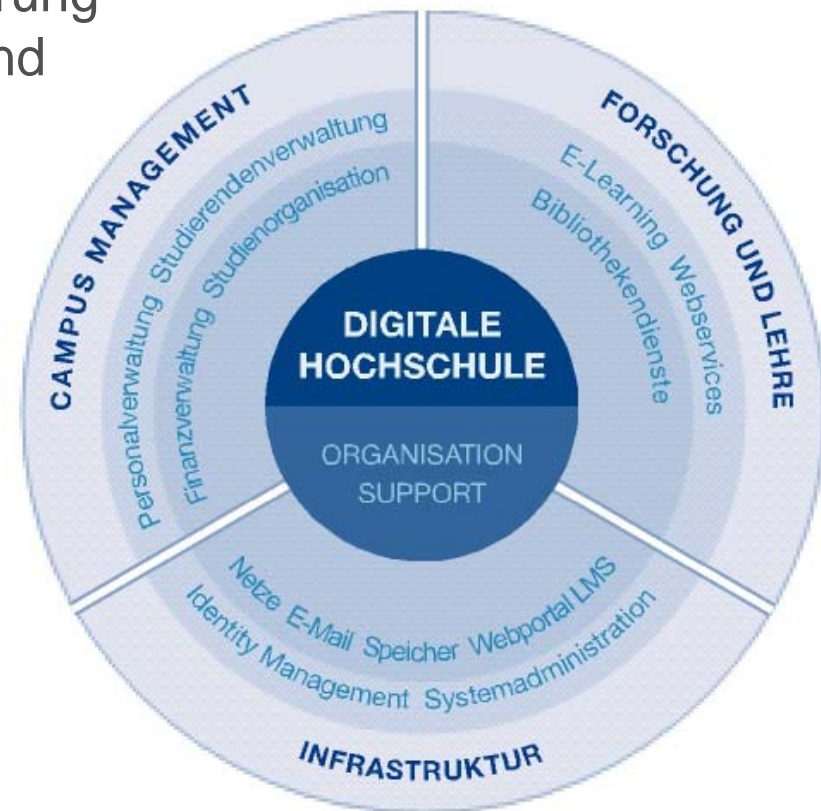 nd
CAMPUS MANAGEMENT
Personalverwaltung Studierendenverwaltung
Finanzverwaltung Studienorganisation
FORSCHUNG UND LEHRE
E-Learning Webservices
Bibliothekendienste
DIGITALE
HOCHSCHULE
ORGANISATION
SUPPORT
Netze E-Mail Speicher Webportal LMS
Identity Management Systemadministration
INFRASTRUKTUR